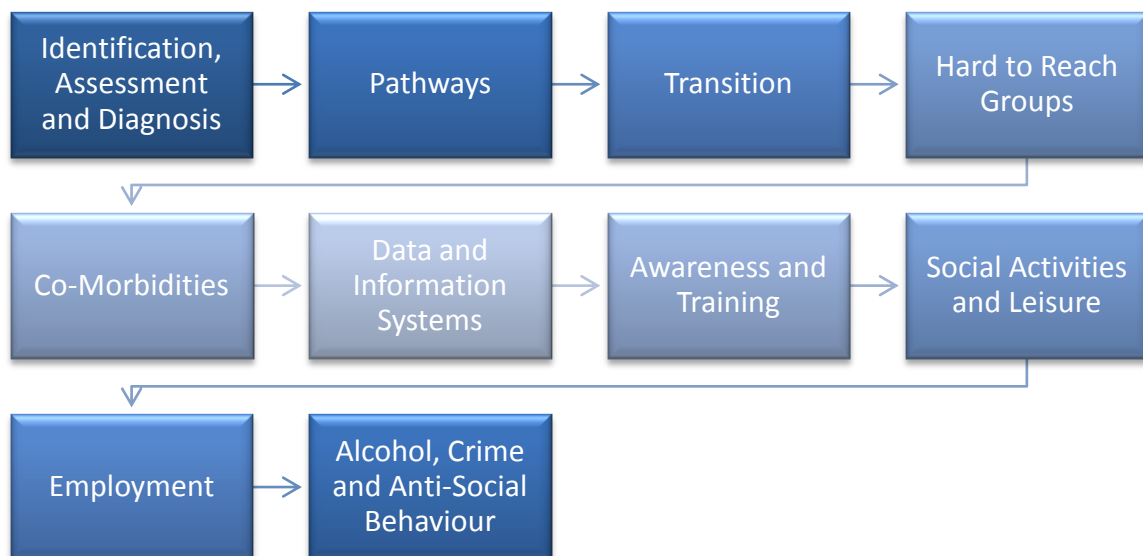 Identification,
Assessment
and Diagnosis
Pathways
Transition
Hard to Reach
Groups
Co-Morbidities
Data and
Information
Systems
Awareness and
Training
Social Activities
and Leisure
Employment
Alcohol, Crime
and Anti-Social
Behaviour